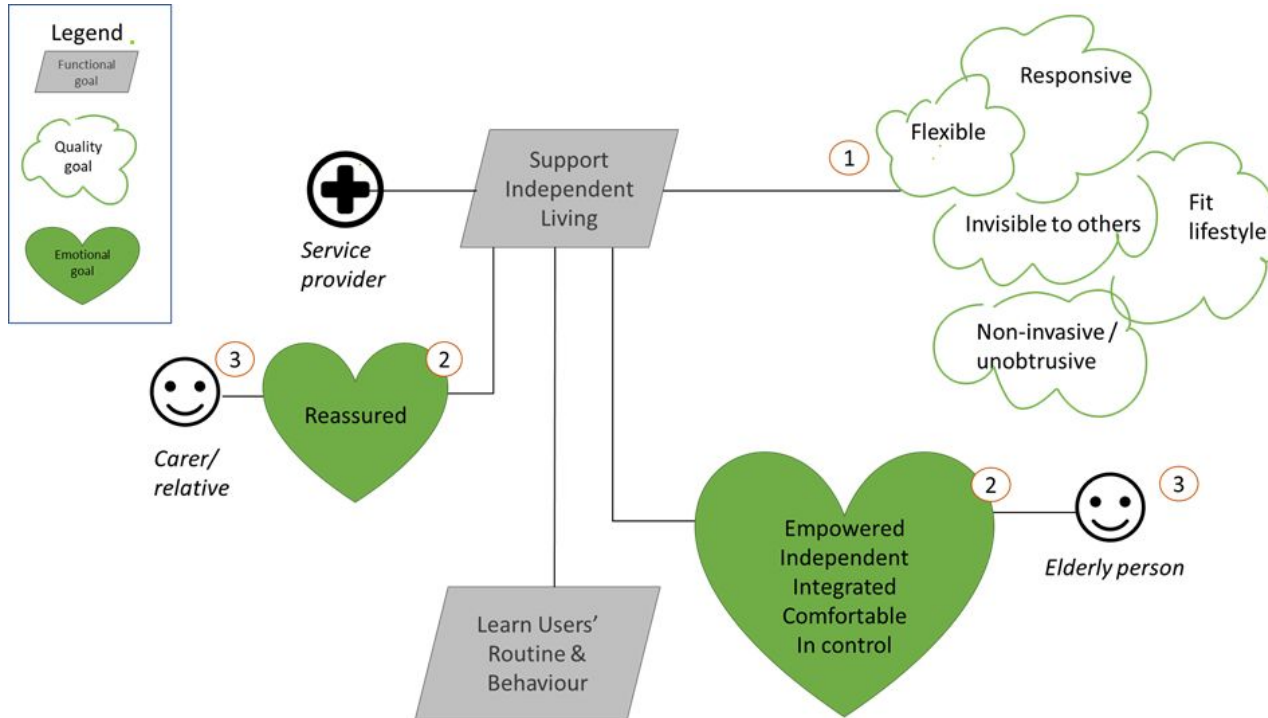 Legend
Functional
goal
Quality
goal
Emotional
goal
Support
Independent
Living
Service
provider
1
Responsive
Flexible
Invisible to others
Fit
lifestyle
Non-invasive /
unobtrusive
3
2
Reassured
Carer/
relative
2
3
Empowered
Independent
Integrated
Comfortable
In control
Elderly person
Learn Users'
Routine &
Behaviour